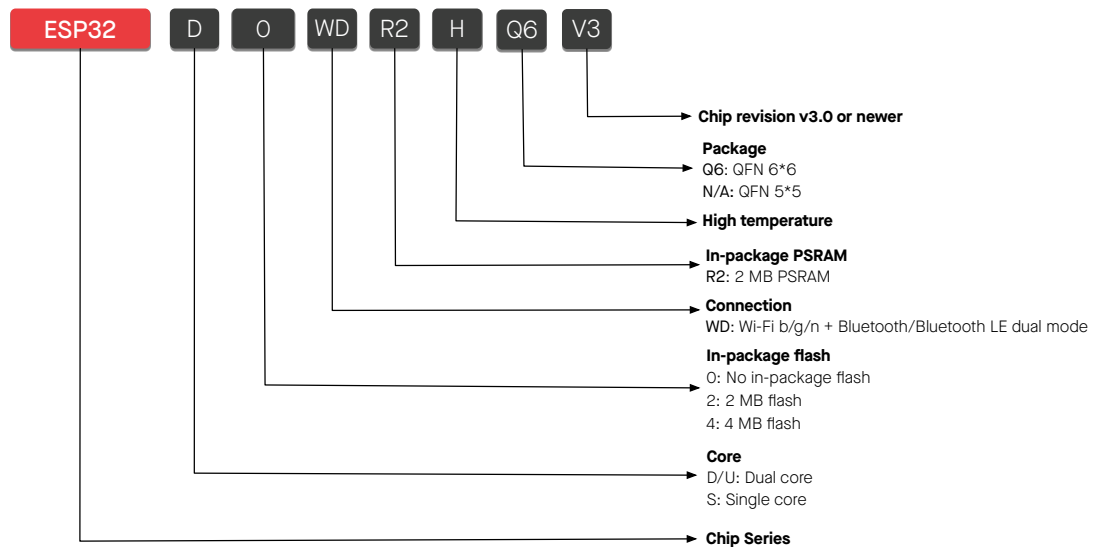 ESP32 D 0 WD R2 H Q6 V3
Chip revision v3.0 or newer
Package
Q6: QFN 6*6
N/A: QFN 5*5
High temperature
In-package PSRAM
R2: 2 MB PSRAM
Connection
WD: Wi-Fi b/g/n + Bluetooth/Bluetooth LE dual mode
In-package flash
0: No in-package flash
2: 2 MB flash
4: 4 MB flash
Core
D/U: Dual core
S: Single core
Chip Series